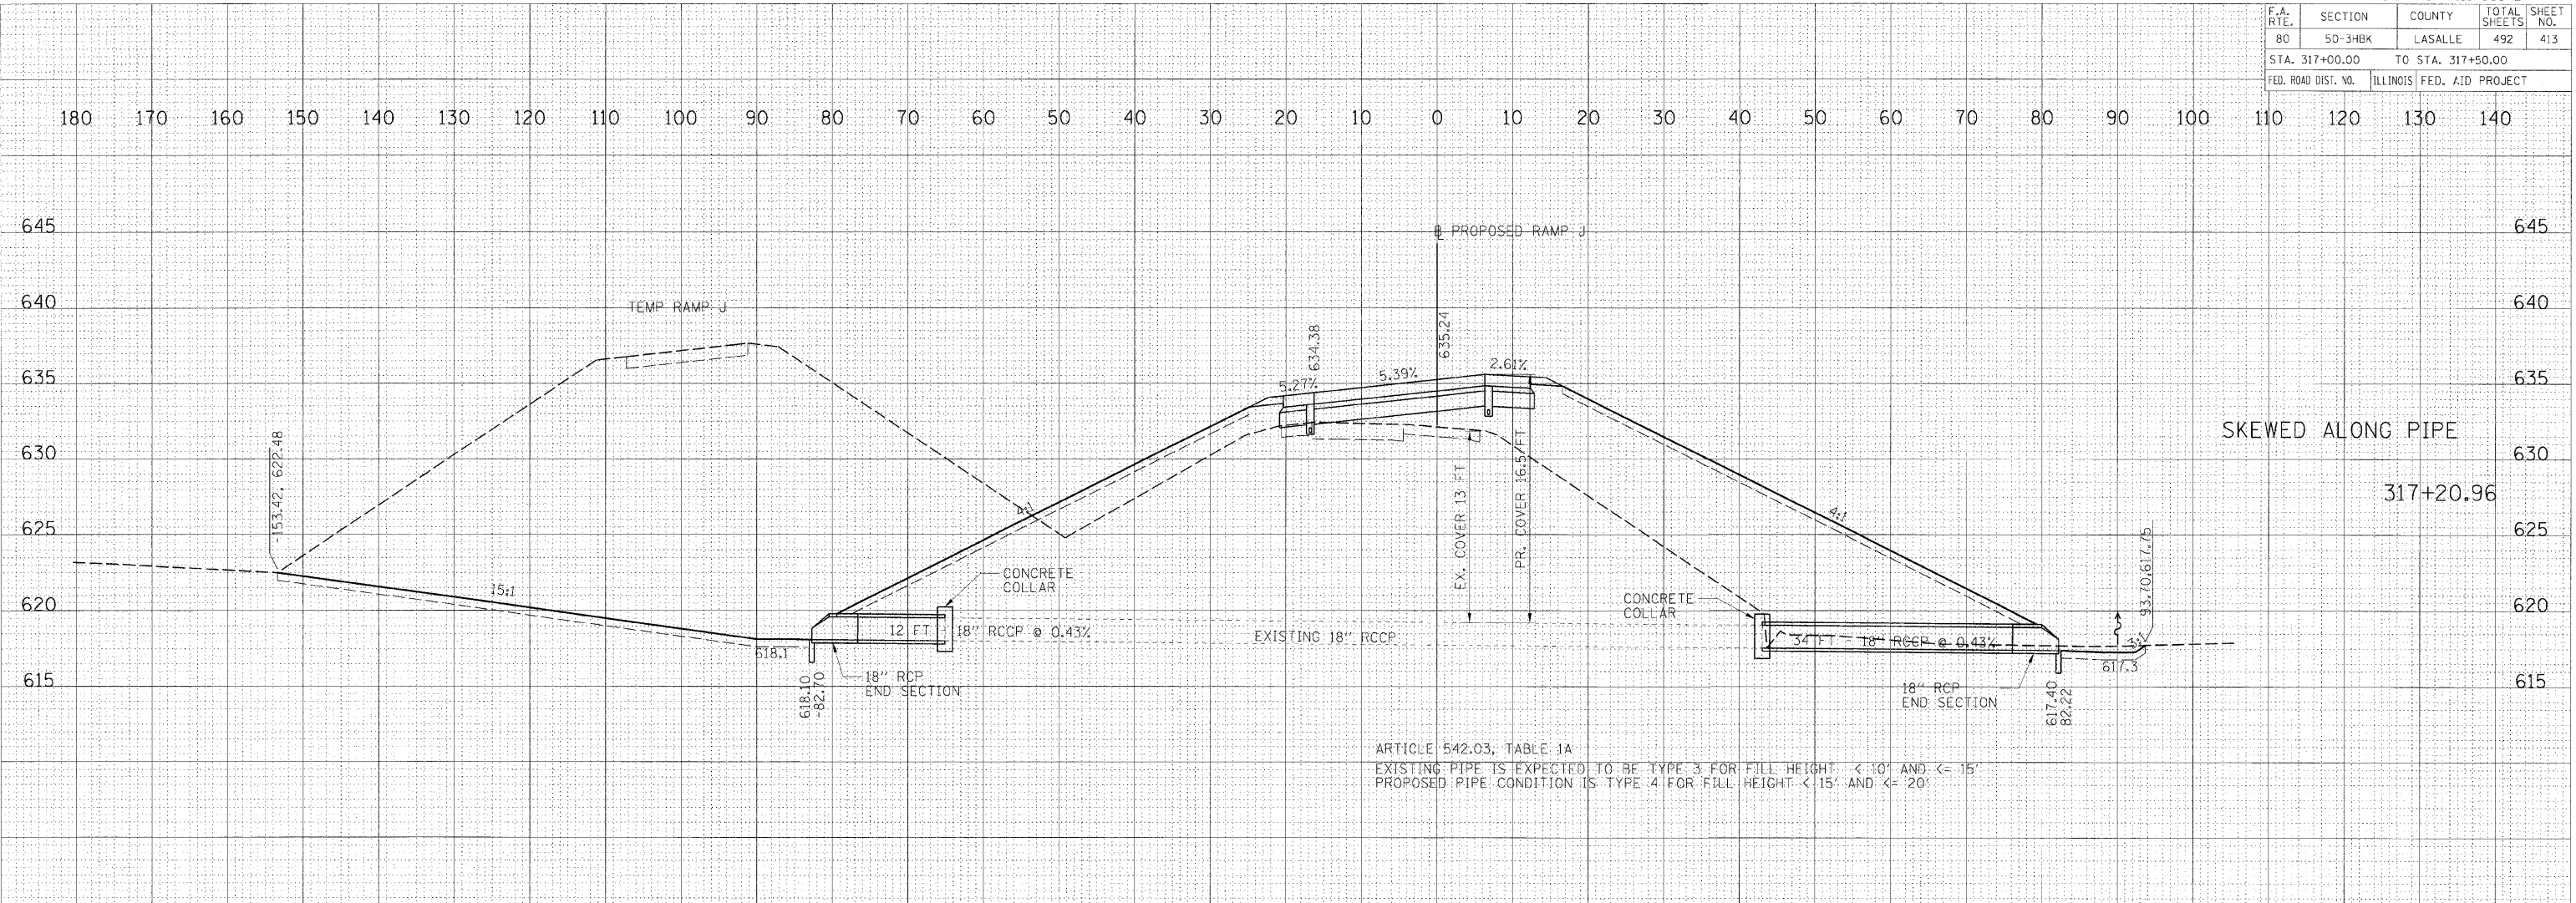 F.A. RTE. SECTION COUNTY TOTAL SHEETS SHEET NO.
80 50-3HBK LASALLE 492 413
STA. 317+00.00 TO STA. 317+50.00
FED. ROAD DIST. NO. ILLINOIS FED. AID PROJECT
180 170 160 150 140 130 120 110 100 90 80 70 60 50 40 30 20 10 0 10 20 30 40 50 60 70 80 90 100 110 120 130 140
645 645
℄ PROPOSED RAMP J
640 640
TEMP RAMP J
634.38
635.24
635 635
5.27%
5.39%
2.61%
SKEWED ALONG PIPE
630 630
-153.42, 622.48
EX. COVER 13 FT
PR. COVER 16.5 FT
317+20.96
625 625
4:1
4:1
93.70,617.75
620 620
15:1
CONCRETE
COLLAR
CONCRETE
COLLAR
12 FT - 18" RCCP @ 0.43%
EXISTING 18" RCCP
34 FT - 18" RCCP @ 0.43%
3:1
618.1
617.3
615 615
18" RCP
END SECTION
18" RCP
END SECTION
618.10
-82.70
617.40
82.22
ARTICLE 542.03, TABLE 1A
EXISTING PIPE IS EXPECTED TO BE TYPE 3 FOR FILL HEIGHT < 10' AND <= 15'
PROPOSED PIPE CONDITION IS TYPE 4 FOR FILL HEIGHT < 15' AND <= 20'